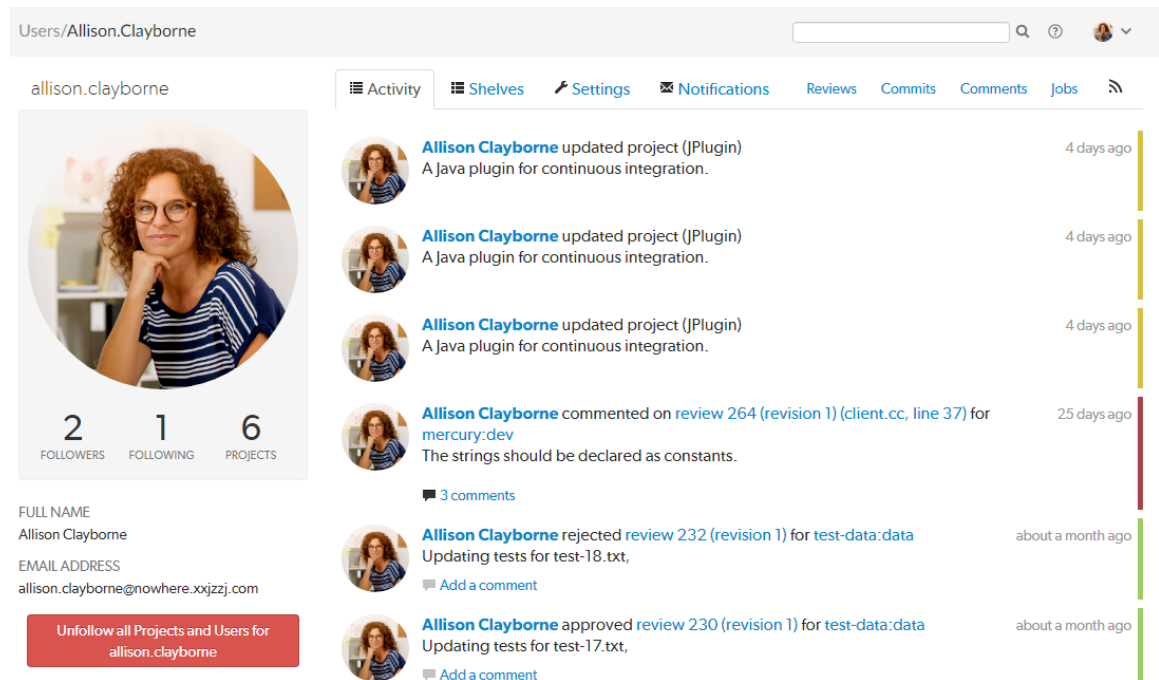 Users/Allison.Clayborne
allison.clayborne
Activity
Shelves
Settings
Notifications
Reviews
Commits
Comments
Jobs
2
FOLLOWERS
1
FOLLOWING
6
PROJECTS
FULL NAME
Allison Clayborne
EMAIL ADDRESS
allison.clayborne@nowhere.xxjzzj.com
Unfollow all Projects and Users for
allison.clayborne
Allison Clayborne updated project (JPlugin)
4 days ago
A Java plugin for continuous integration.
Allison Clayborne updated project (JPlugin)
4 days ago
A Java plugin for continuous integration.
Allison Clayborne updated project (JPlugin)
4 days ago
A Java plugin for continuous integration.
Allison Clayborne commented on review 264 (revision 1) (client.cc, line 37) for
25 days ago
mercury:dev
The strings should be declared as constants.
3 comments
Allison Clayborne rejected review 232 (revision 1) for test-data:data
about a month ago
Updating tests for test-18.txt,
Add a comment
Allison Clayborne approved review 230 (revision 1) for test-data:data
about a month ago
Updating tests for test-17.txt,
Add a comment